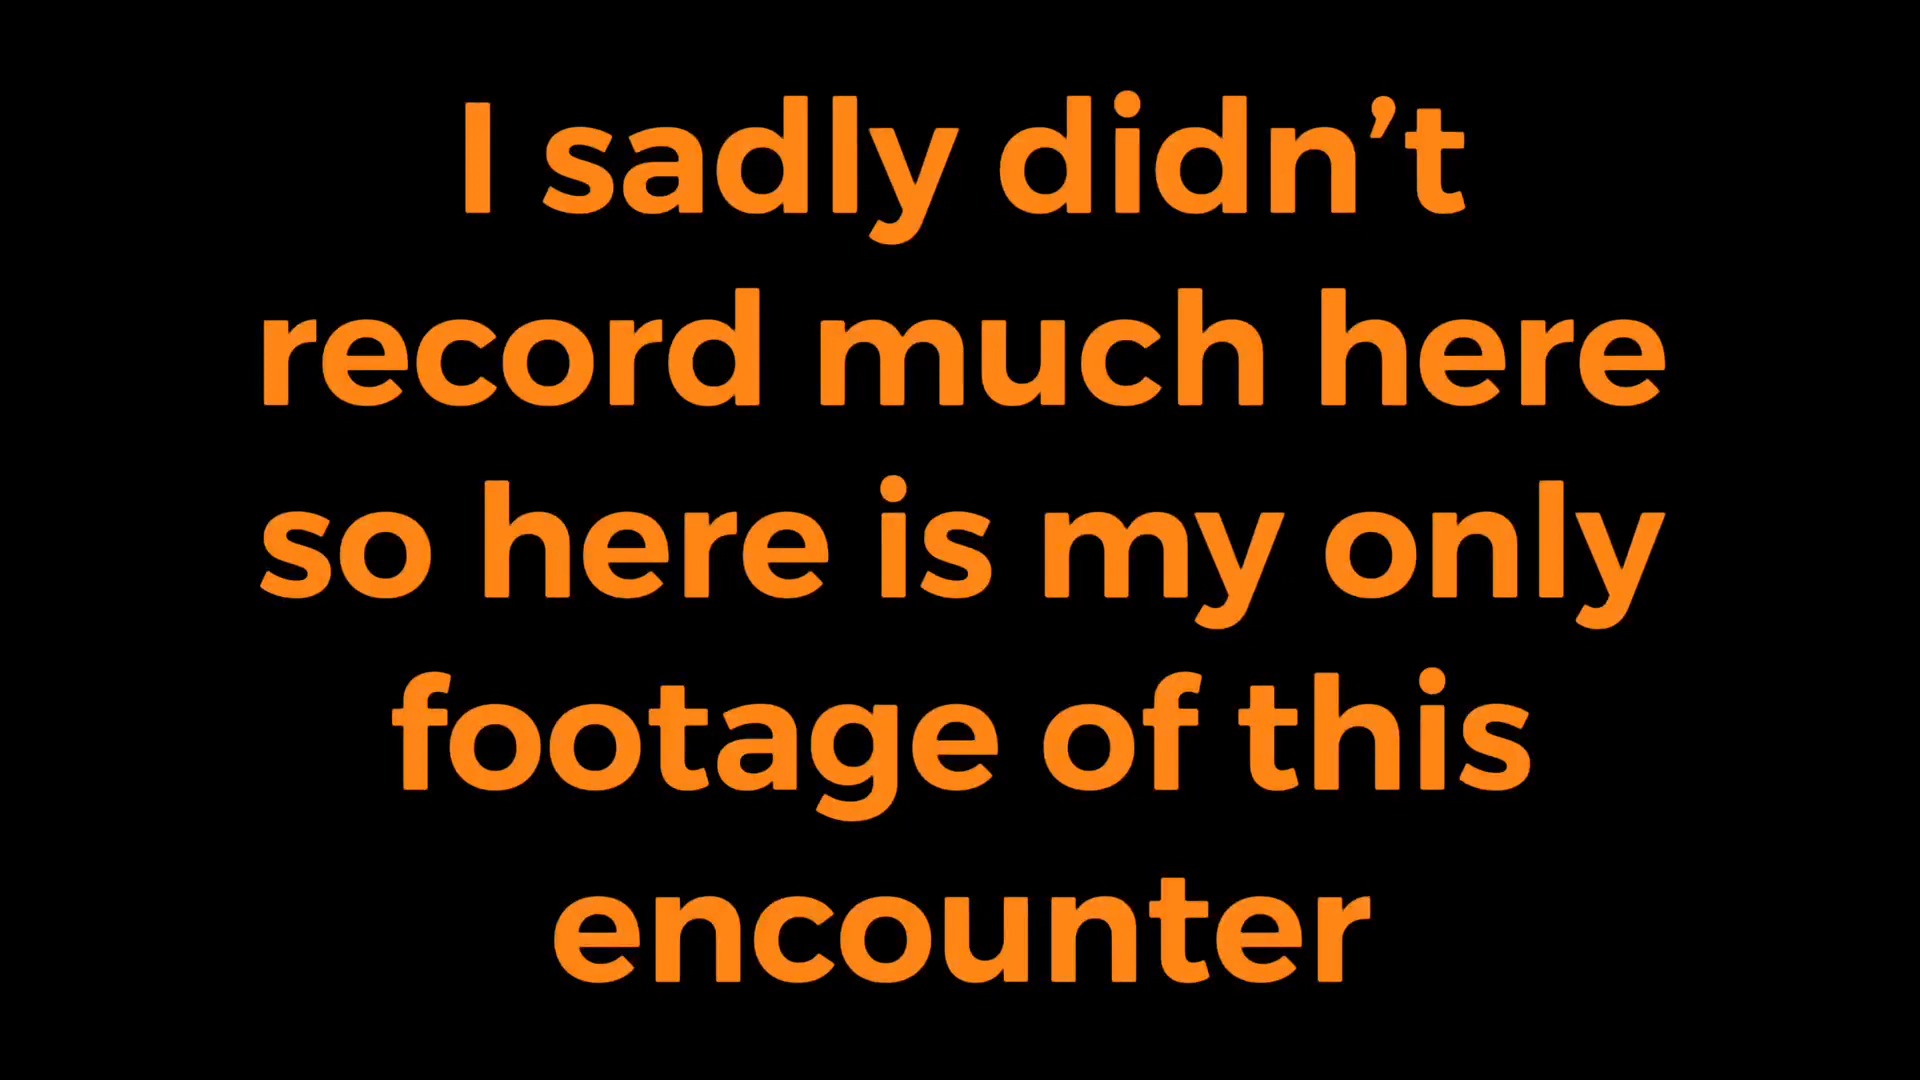 I sadly didn’t
record much here
so here is my only
footage of this
encounter